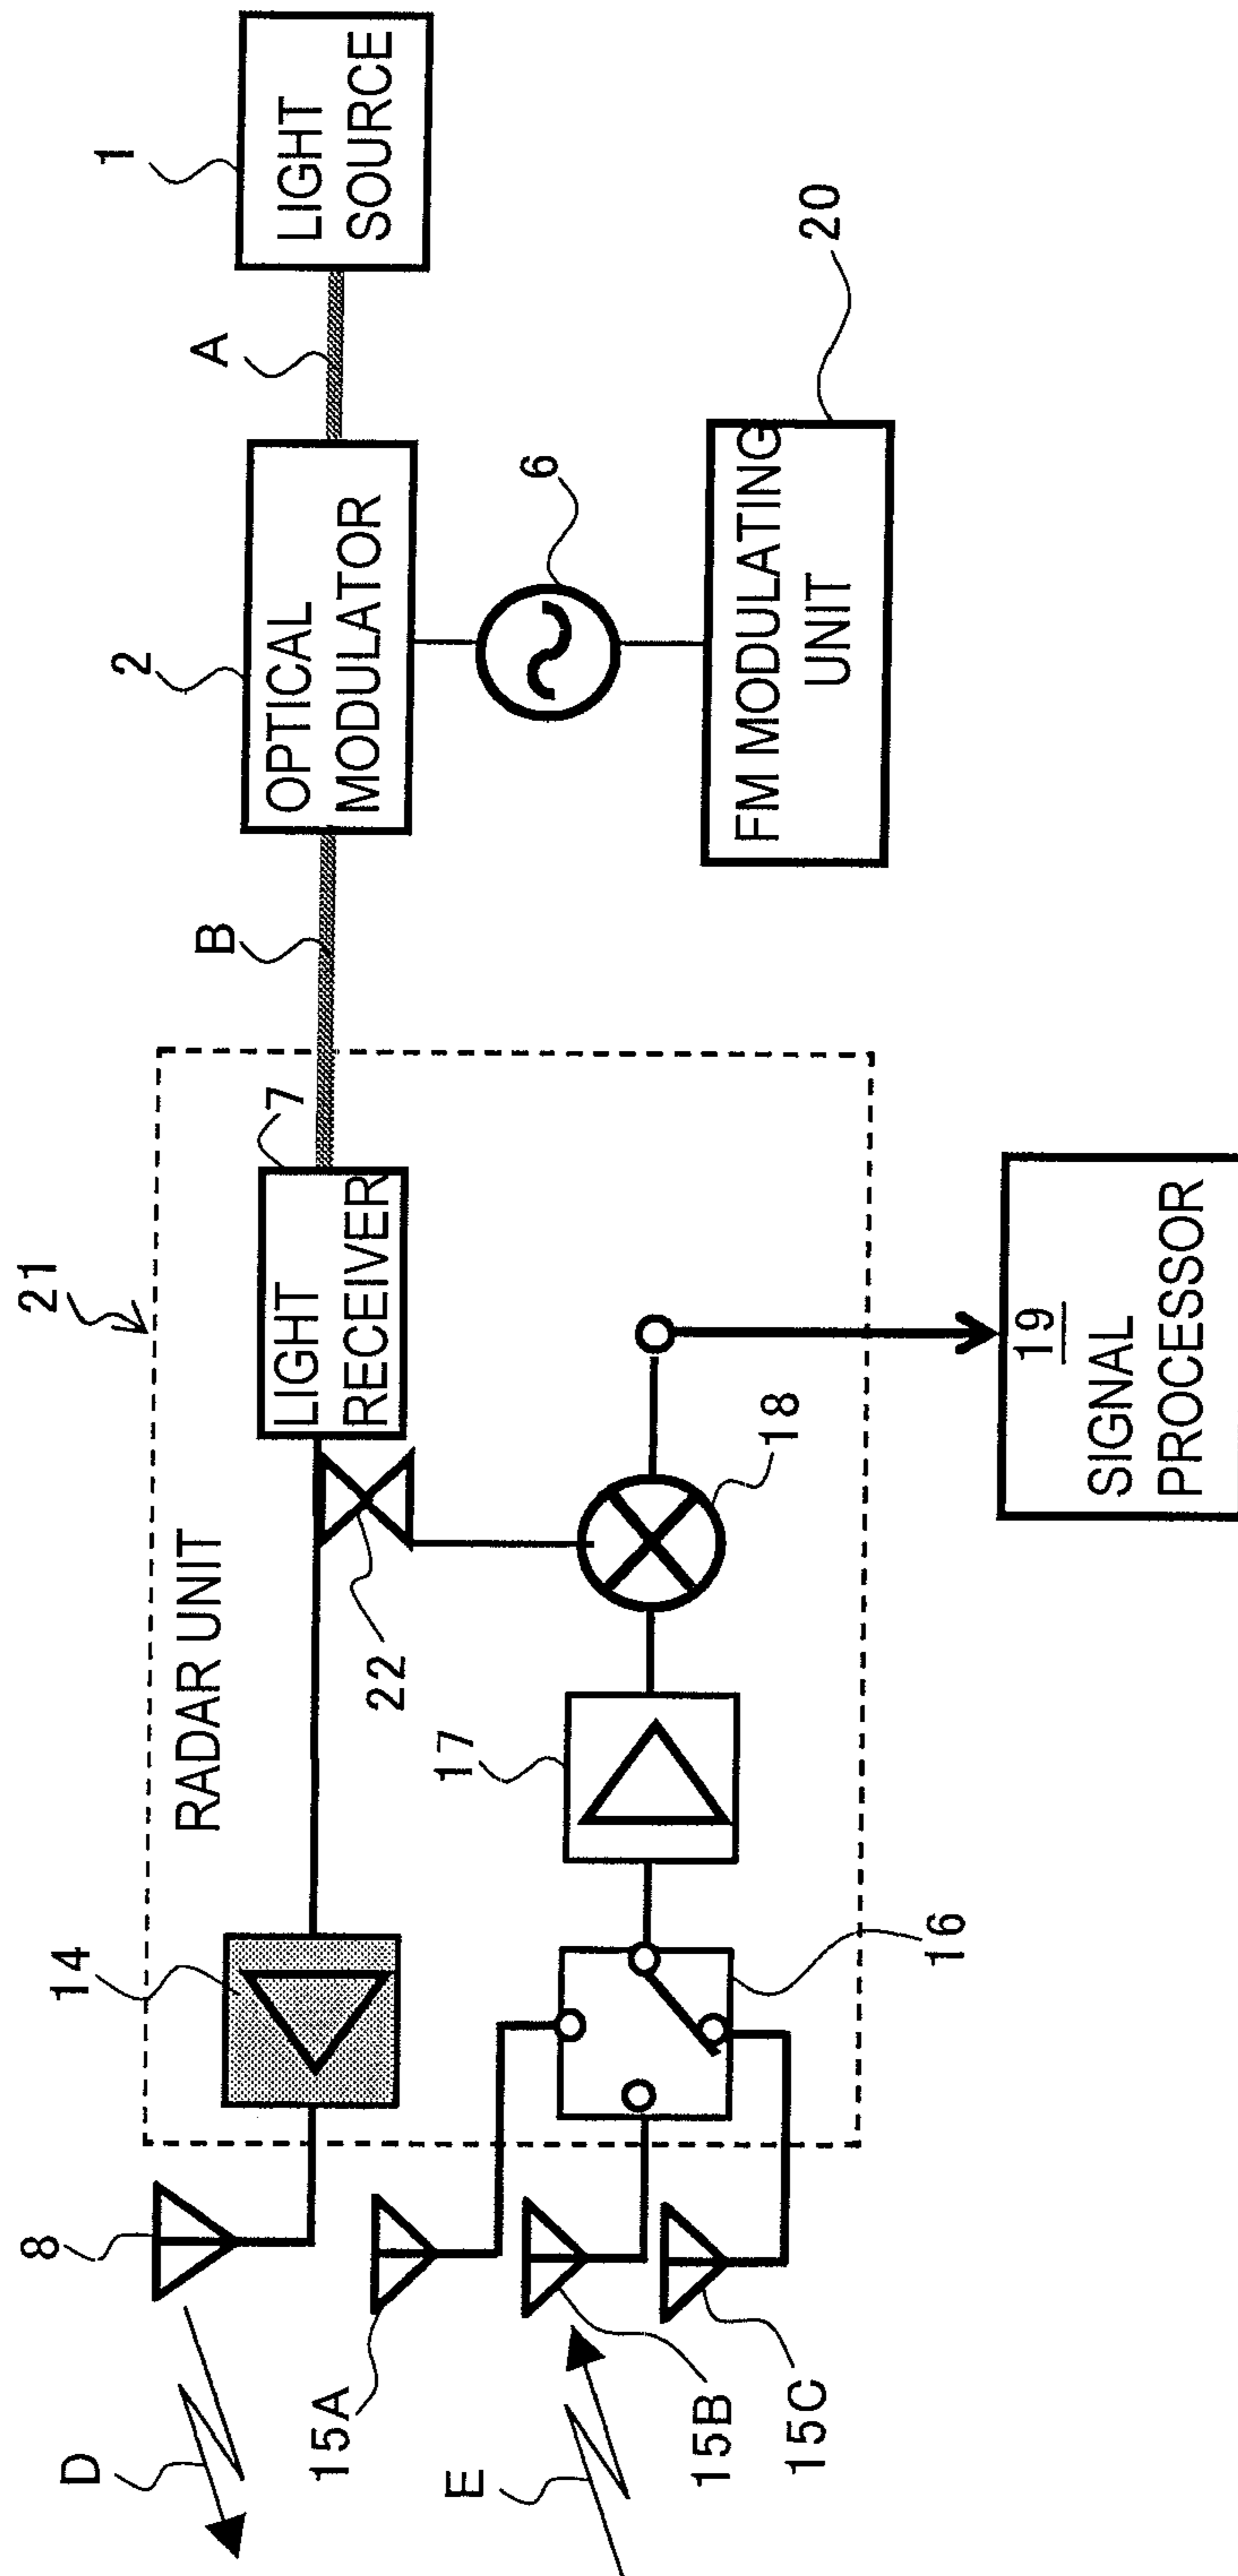 1
LIGHT
SOURCE
A
2
OPTICAL
MODULATOR
6
20
FM MODULATING
UNIT
B
21
RADAR UNIT
7
LIGHT
RECEIVER
22
18
19
SIGNAL
PROCESSOR
14
17
16
8
15A
15B
15C
D
E